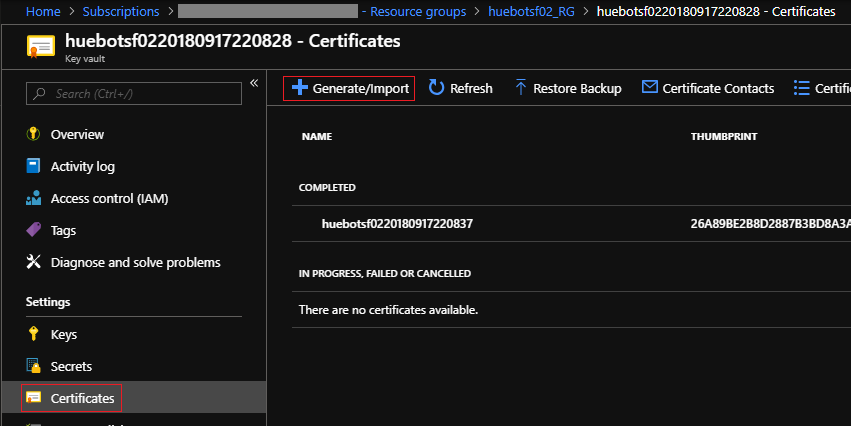 Home > Subscriptions > - Resource groups > huebotsf02_RG > huebotsf0220180917220828 - Certificates
huebotsf0220180917220828 - Certificates
Key vault
Search (Ctrl+/)
Overview
Activity log
Access control (IAM)
Tags
Diagnose and solve problems
Settings
Keys
Secrets
Certificates
Generate/Import Refresh Restore Backup Certificate Contacts
NAME THUMBPRINT
COMPLETED
huebotsf0220180917220837 26A89BE2B8D2887B3BD8A3A
IN PROGRESS, FAILED OR CANCELLED
There are no certificates available.